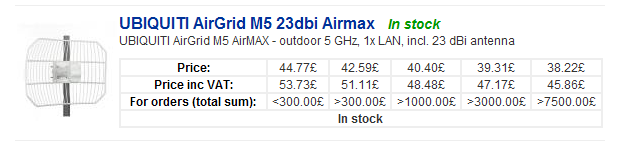 UBIQUITI AirGrid M5 23dbi Airmax In stock
UBIQUITI AirGrid M5 AirMAX - outdoor 5 GHz, 1x LAN, incl. 23 dBi antenna
Price: 44.77£ 42.59£ 40.40£ 39.31£ 38.22£
Price inc VAT: 53.73£ 51.11£ 48.48£ 47.17£ 45.86£
For orders (total sum): <300.00£ >300.00£ >1000.00£ >3000.00£ >7500.00£
In stock